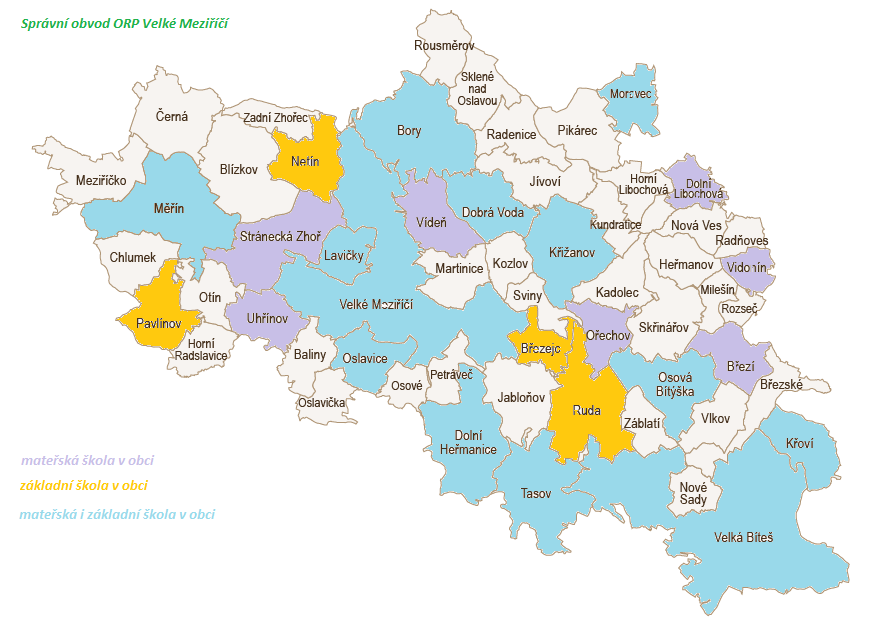 Správní obvod ORP Velké Meziříčí
Rousměrov
Sklené
nad
Oslavou
Moravec
Černá
Zadní Zhořec
Bory
Radenice
Pikárec
Netín
Blízkov
Meziříčko
Jívoví
Horní
Libochová
Dolní
Libochová
Měřín
Vídeň
Dobrá Voda
Kundratice
Nová Ves
Stránecká Zhoř
Radňoves
Chlumek
Lavičky
Křižanov
Martinice
Kozlov
Heřmanov
Vidonín
Otín
Velké Meziříčí
Sviny
Kadolec
Milešín
Rozseč
Pavlínov
Uhřínov
Ořechov
Skřinářov
Horní
Radslavice
Baliny
Oslavice
Březejc
Březí
Osové
Petráveč
Osová
Bítýška
Březské
Oslavička
Jabloňov
Ruda
Záblatí
Vlkov
Dolní
Heřmanice
Křoví
mateřská škola v obci
základní škola v obci
mateřská i základní škola v obci
Tasov
Nové
Sady
Velká Bíteš